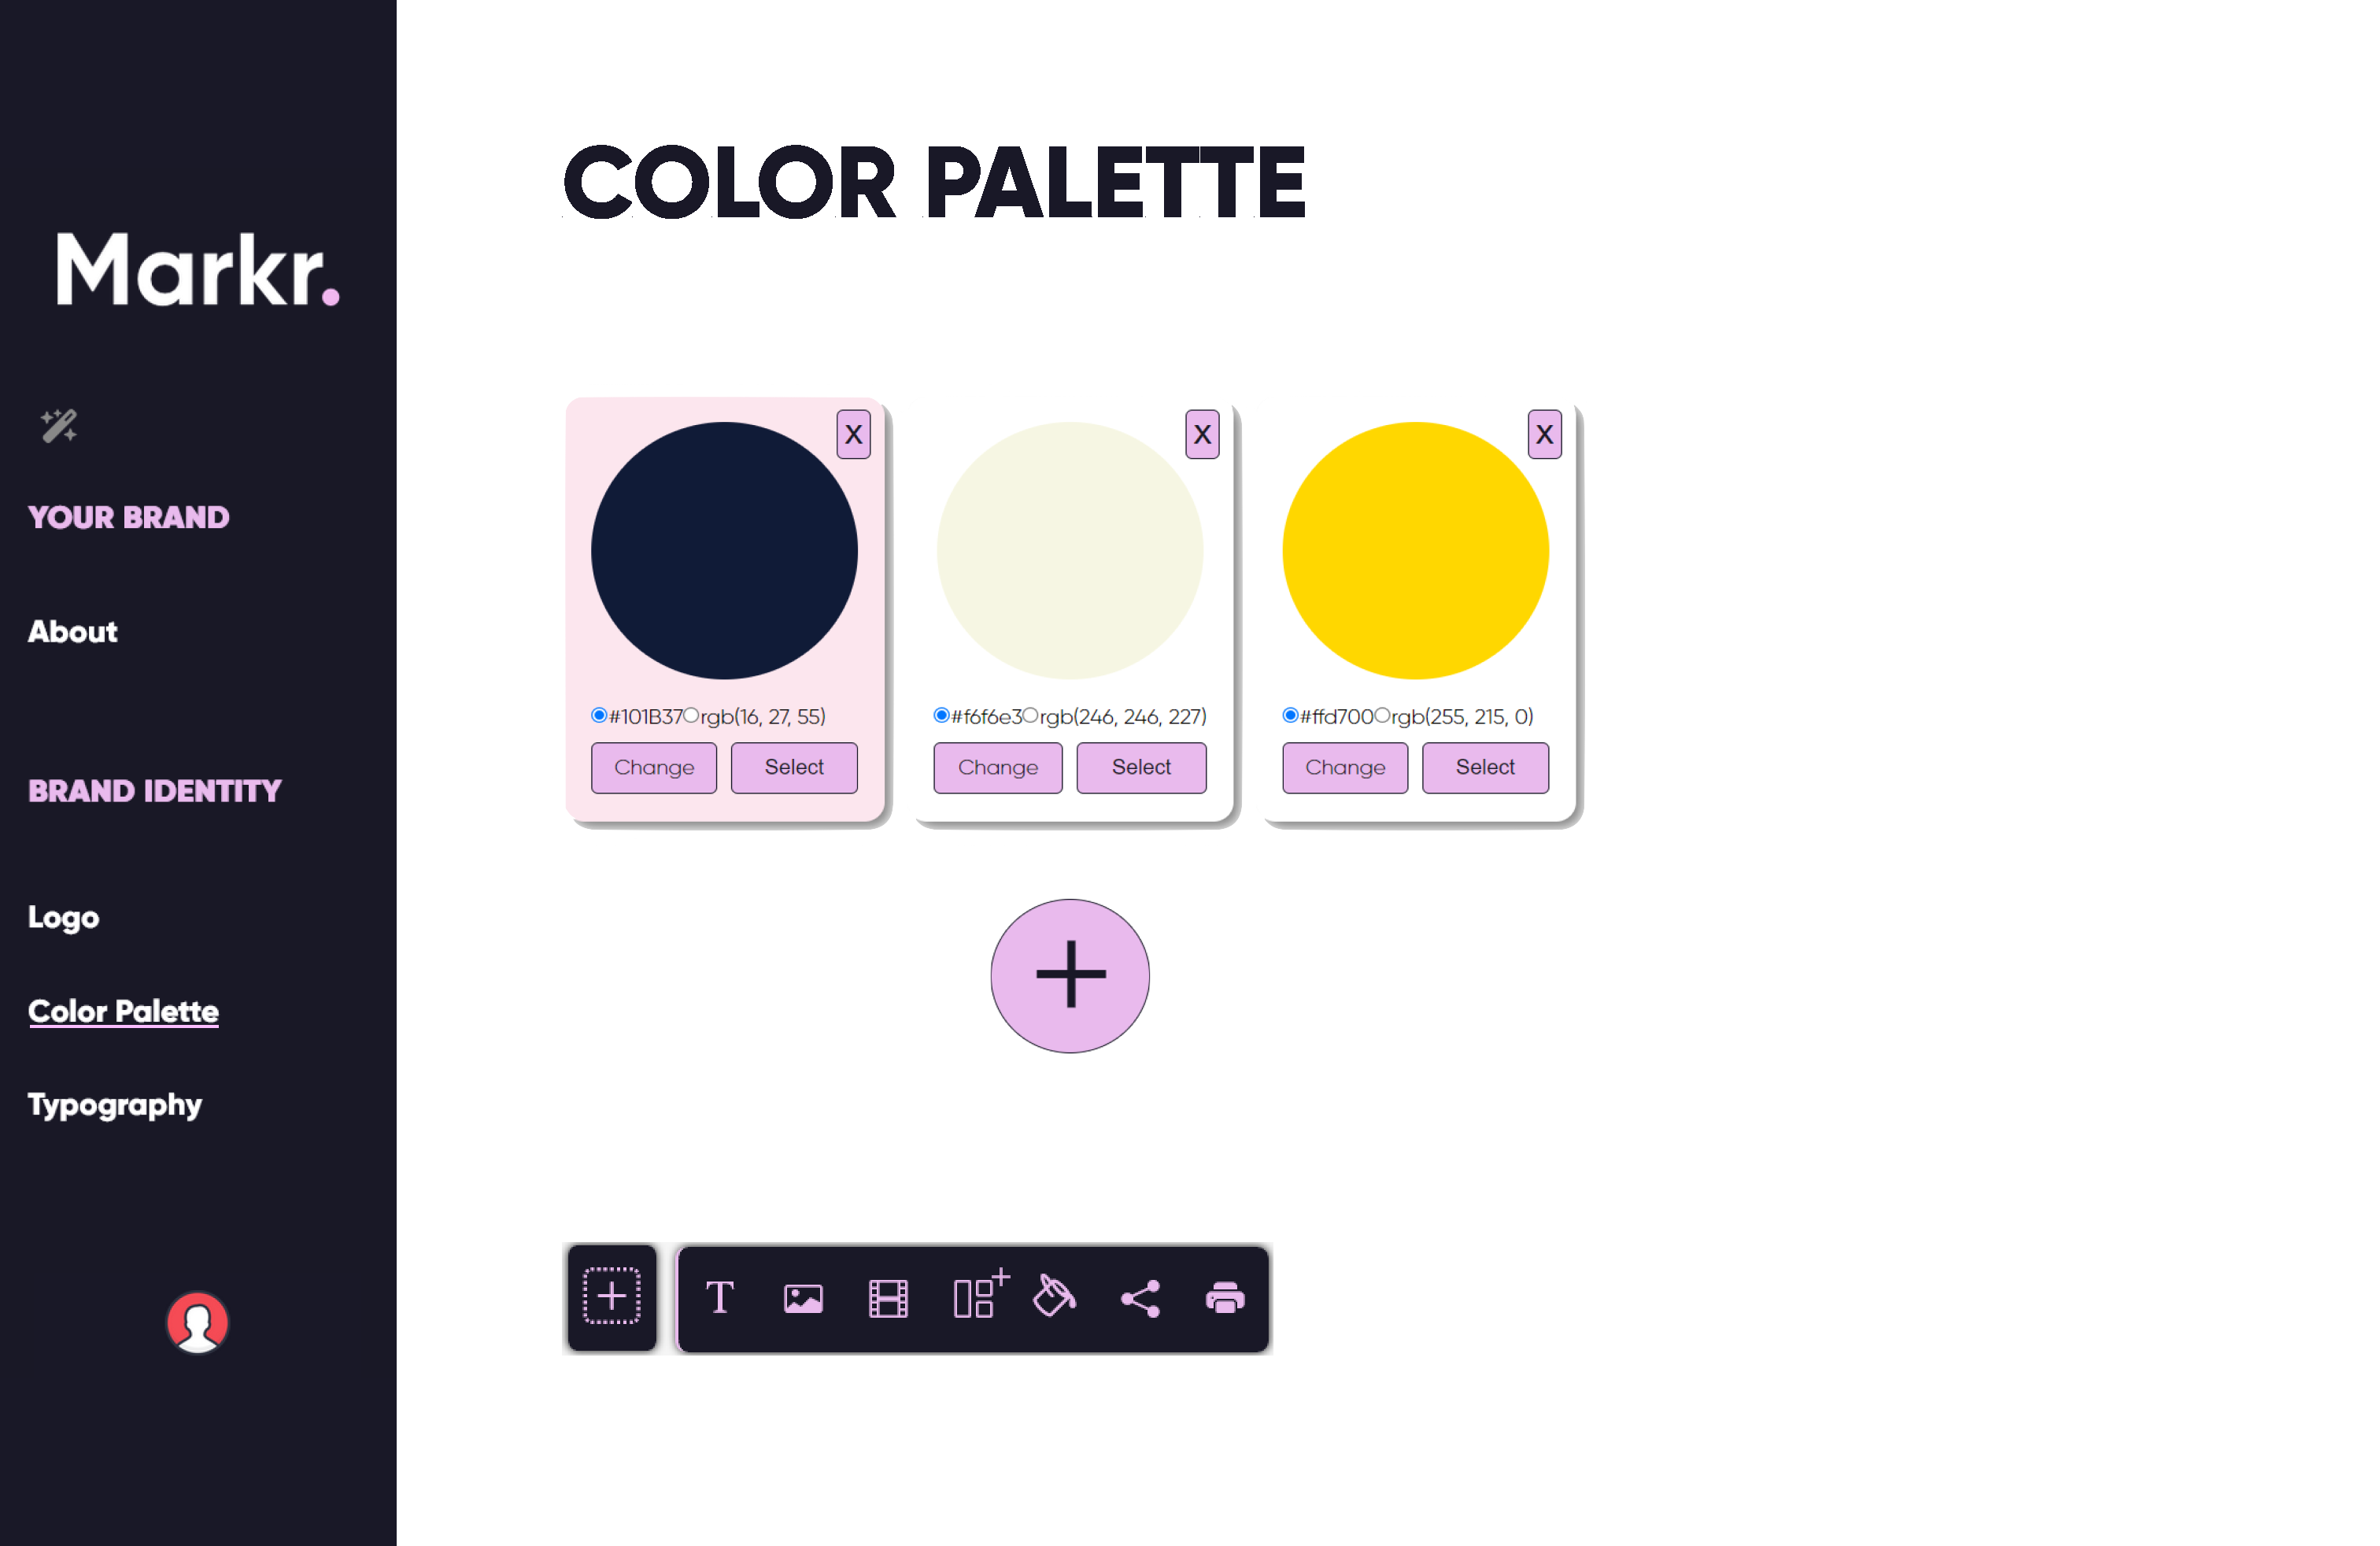 Markr.
YOUR BRAND
About
BRAND IDENTITY
Logo
Color Palette
Typography
COLOR PALETTE
X
#101B37 rgb(16, 27, 55)
Change Select
X
#f6f6e3 rgb(246, 246, 227)
Change Select
X
#ffd700 rgb(255, 215, 0)
Change Select
T